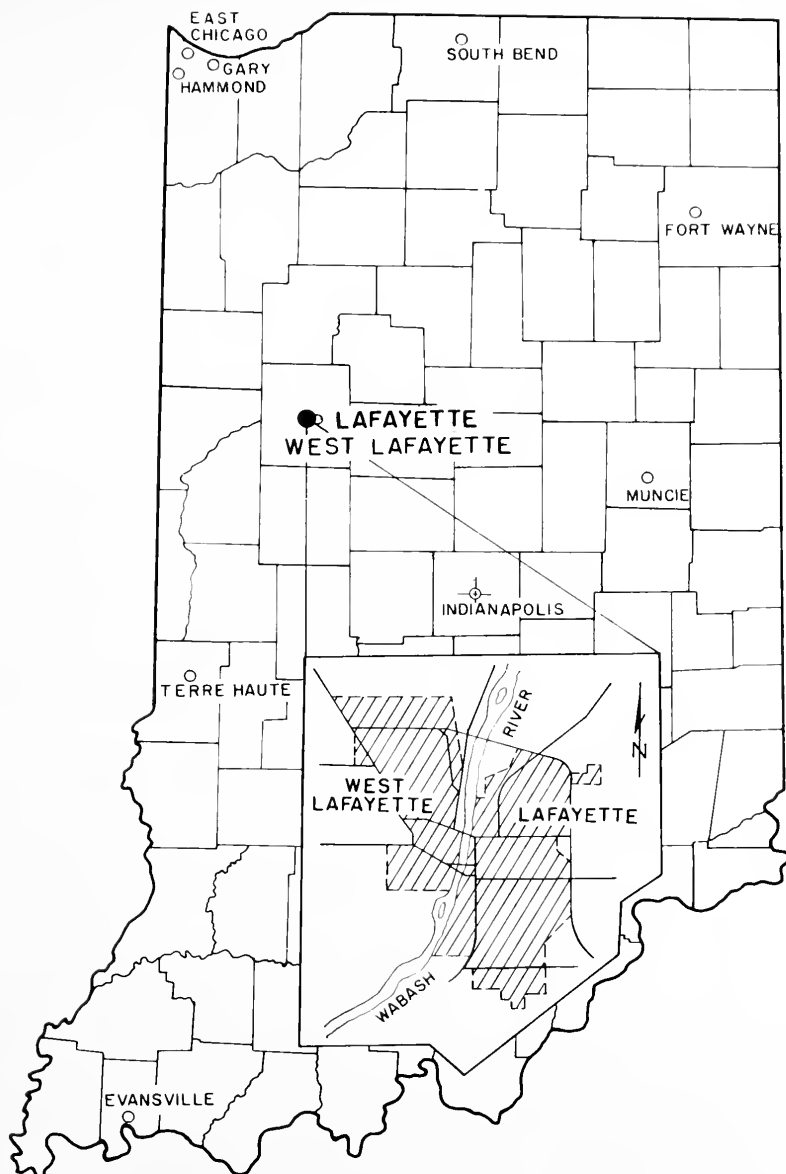 EAST
CHICAGO
GARY
HAMMOND
SOUTH BEND
FORT WAYNE
LAFAYETTE
WEST LAFAYETTE
MUNCIE
INDIANAPOLIS
TERRE HAUTE
RIVER
N
WEST
LAFAYETTE
LAFAYETTE
WABASH
EVANSVILLE